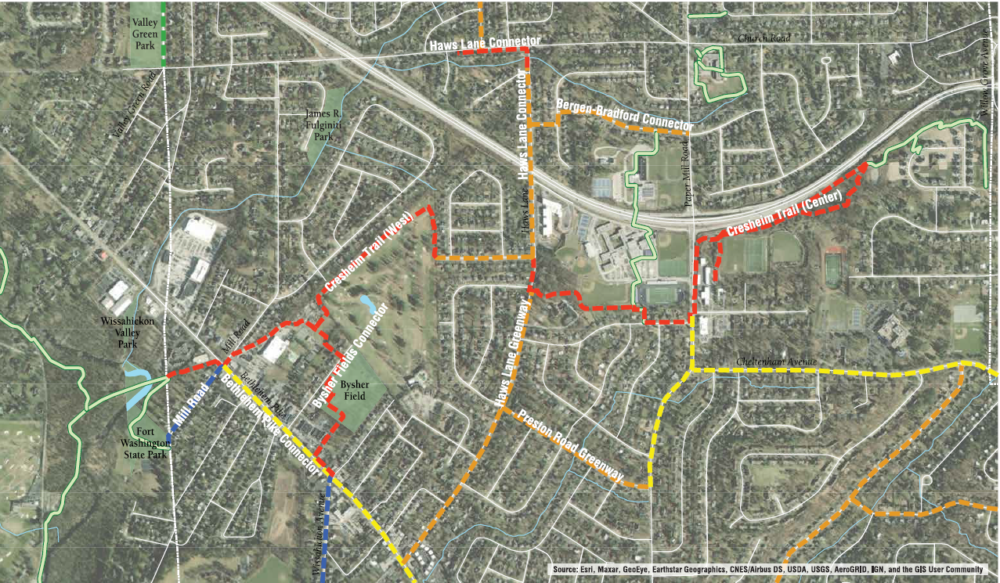 Valley
Green
Park
Haws Lane Connector
Church Road
Willow Grove Avenue
Valley Green Road
James R.
Fulginiti
Park
Haws Lane Connector
Bergen-Bradford Connector
Paper Mill Road
Haws Lane
Cresheim Trail (West)
Cresheim Trail (Center)
Wissahickon
Valley
Park
Mill Road
Bysher Fields Connector
Haws Lane Greenway
Cheltenham Avenue
Bethlehem Pike
Bysher
Field
Mill Road
Bethlehem Pike Connector
Fort
Washington
State Park
Preston Road Greenway
Wissahickon Avenue
Source: Esri, Maxar, GeoEye, Earthstar Geographics, CNES/Airbus DS, USDA, USGS, AeroGRID, IGN, and the GIS User Community